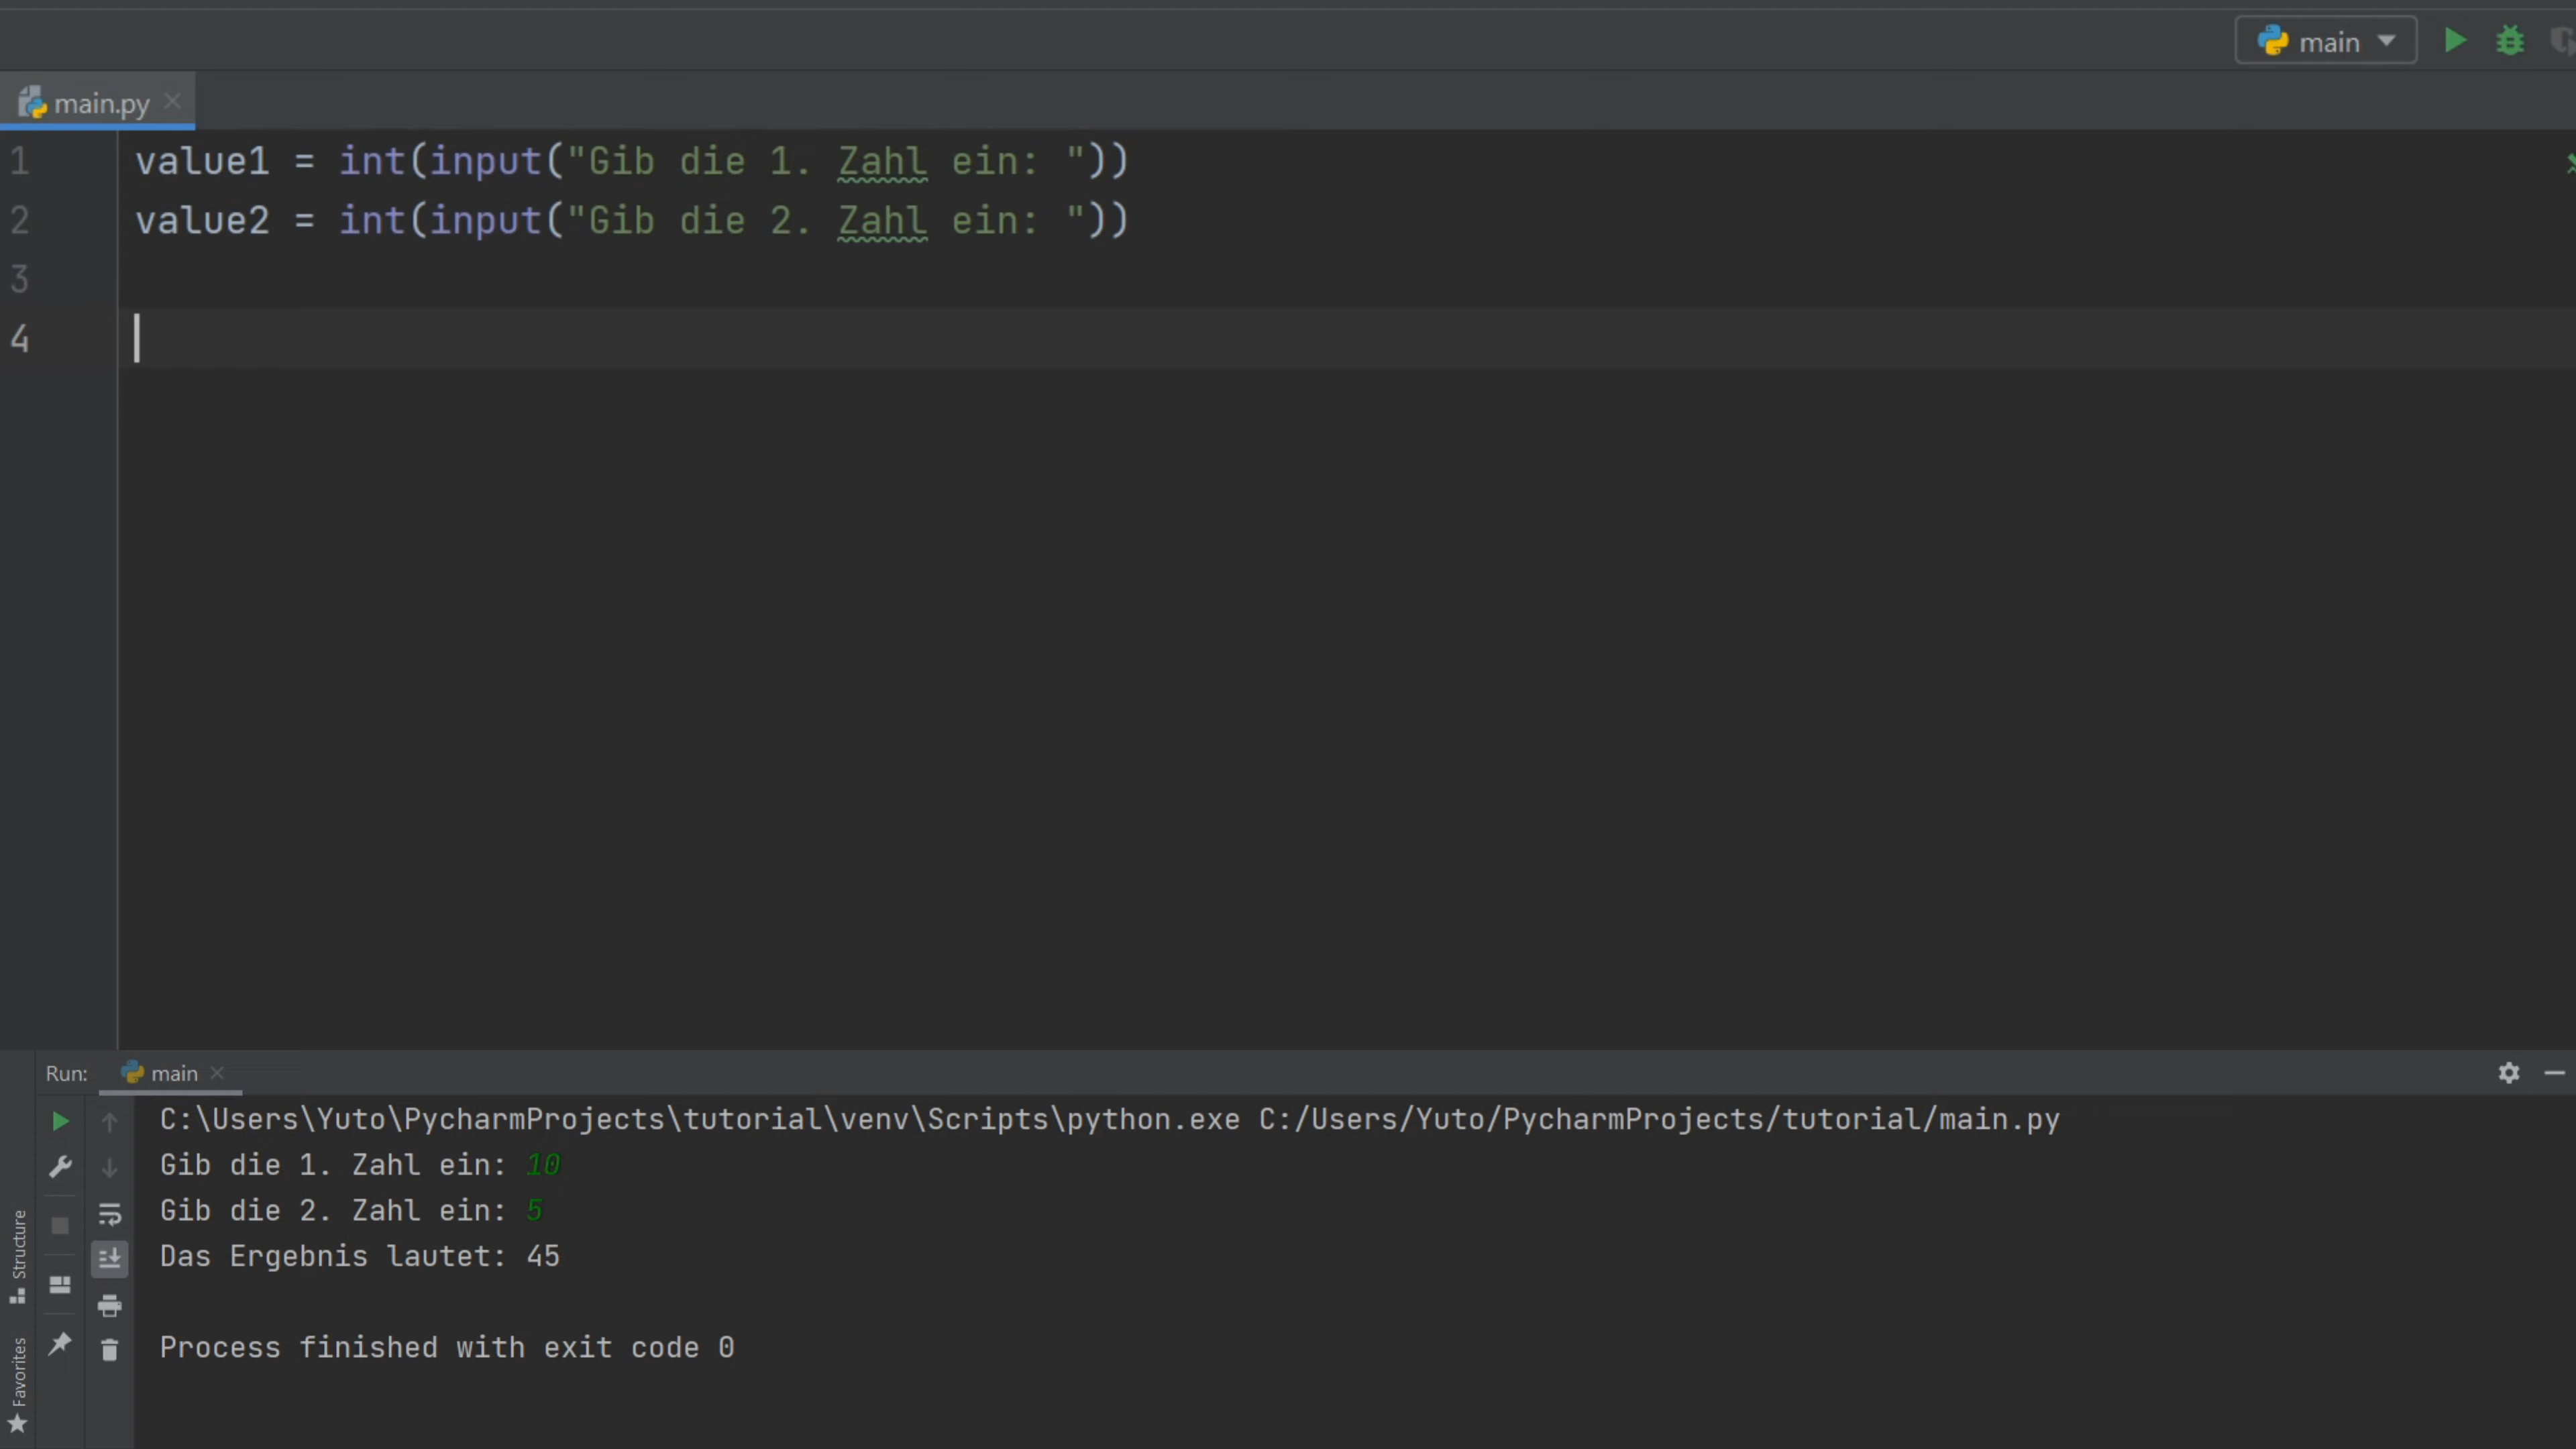 main
main.py
1 value1 = int(input("Gib die 1. Zahl ein: "))
2 value2 = int(input("Gib die 2. Zahl ein: "))
3
4
Run: main
C:\Users\Yuto\PycharmProjects\tutorial\venv\Scripts\python.exe C:/Users/Yuto/PycharmProjects/tutorial/main.py
Gib die 1. Zahl ein: 10
Gib die 2. Zahl ein: 5
Das Ergebnis lautet: 45
Process finished with exit code 0
Structure
Favorites